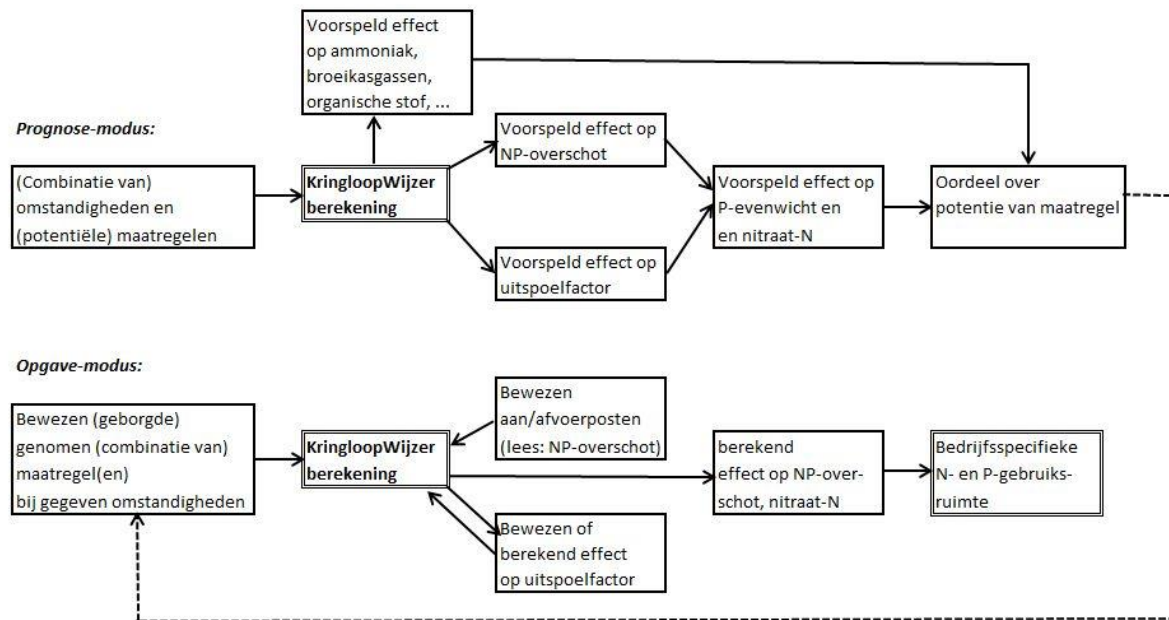 Voorspeld effect
op ammoniak,
broeikasgassen,
organische stof, ...
Prognose-modus:
(Combinatie van)
omstandigheden en
(potentiële) maatregelen
KringloopWijzer
berekening
Voorspeld effect op
NP-overschot
Voorspeld effect op
uitspoelfactor
Voorspeld effect op
P-evenwicht en
en nitraat-N
Oordeel over
potentie van maatregel
Opgave-modus:
Bewezen (geborgde)
genomen (combinatie van)
maatregel(en)
bij gegeven omstandigheden
KringloopWijzer
berekening
Bewezen
aan/afvoerposten
(lees: NP-overschot)
Bewezen of
berekend effect
op uitspoelfactor
berekend
effect op NP-over-
schot, nitraat-N
Bedrijfsspecifieke
N- en P-gebruiks-
ruimte